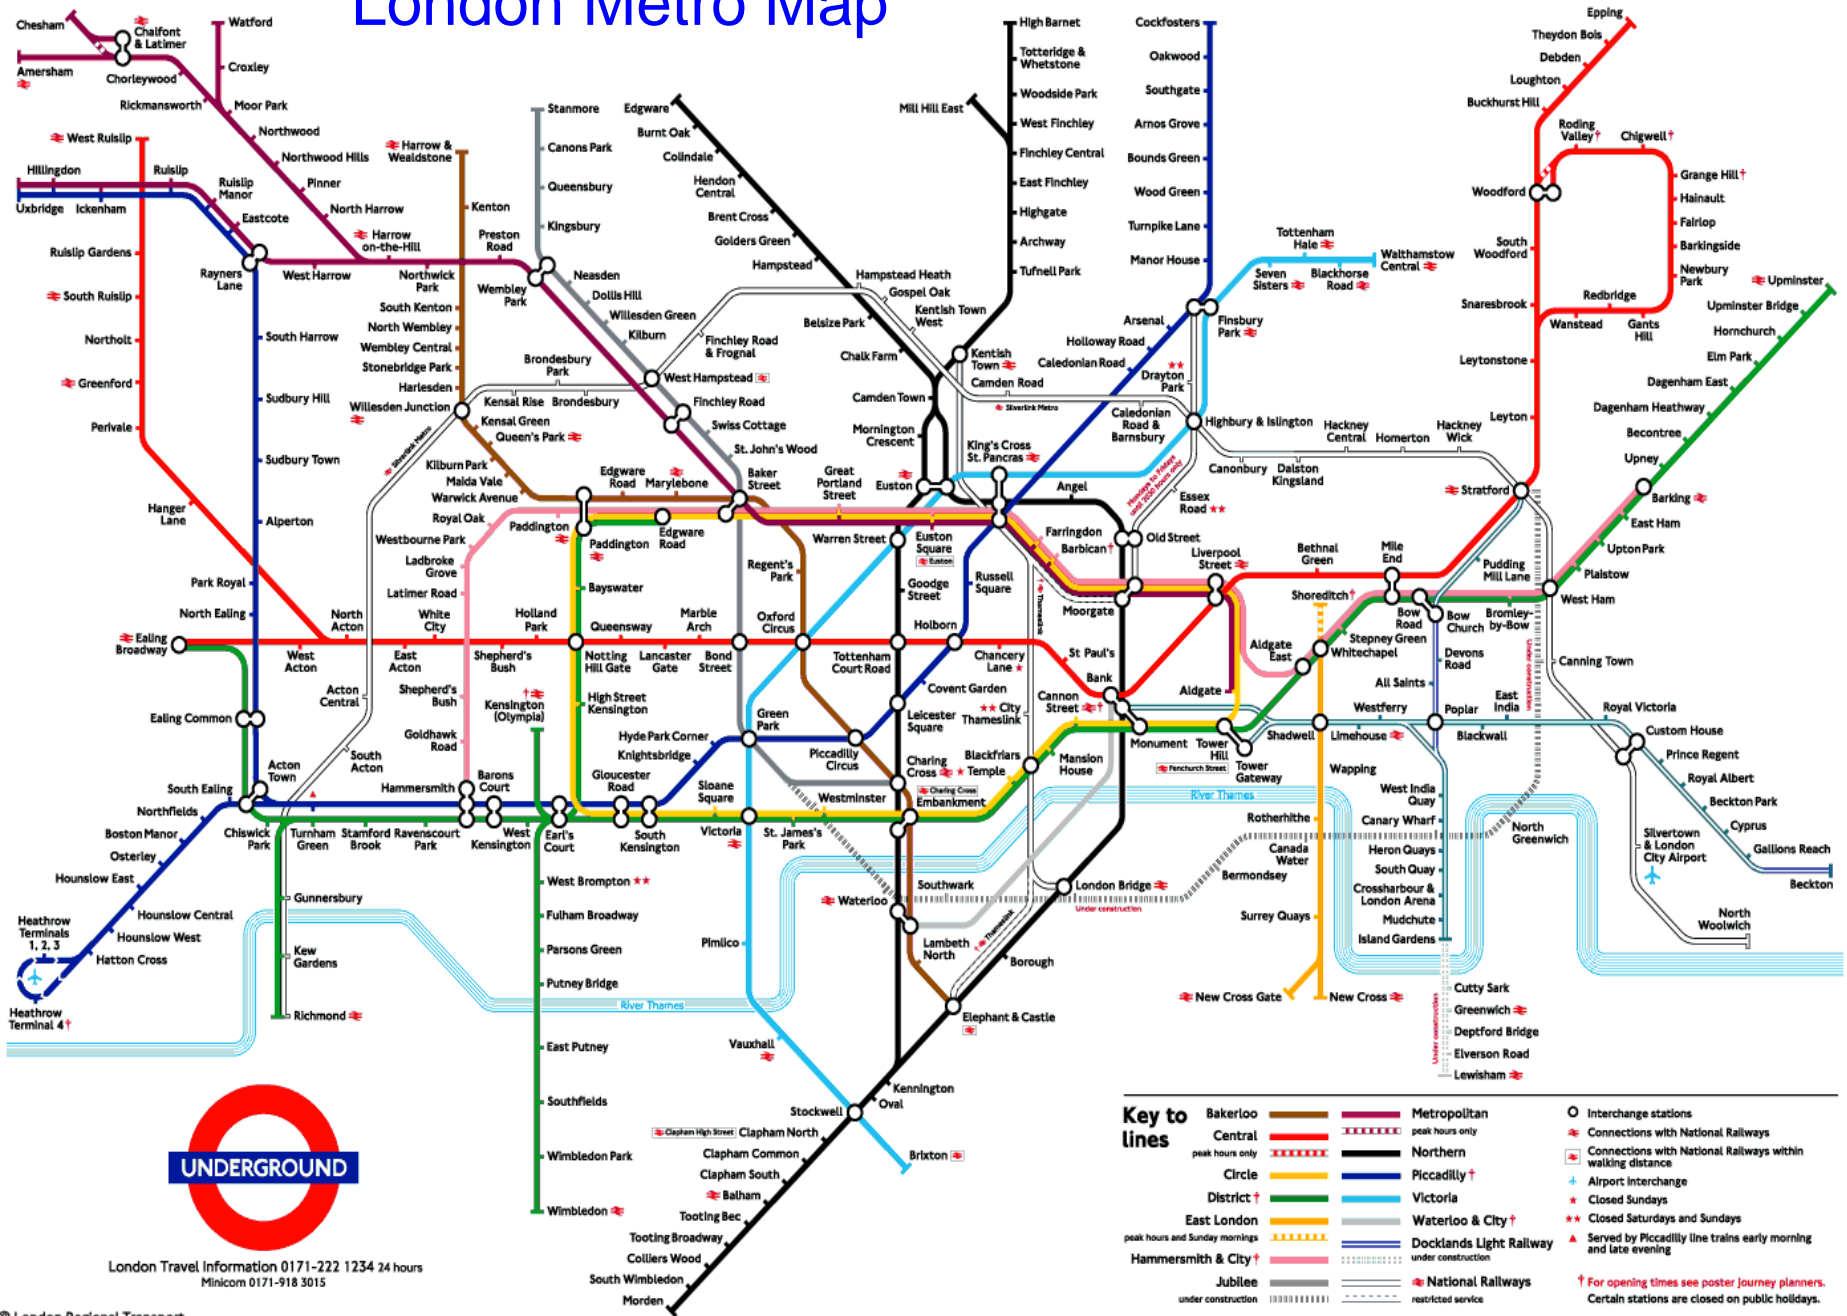 London Metro Map
Chesham
Chalfont
& Latimer
Amersham
Chorleywood
Rickmansworth
Watford
Croxley
Moor Park
Northwood
Northwood Hills
Pinner
North Harrow
Harrow
on-the-Hill
Northwick
Park
Preston
Road
Wembley
Park
West Ruislip
Hillingdon
Ruislip
Ruislip
Manor
Eastcote
Uxbridge
Ickenham
Rayners
Lane
West Harrow
Ruislip Gardens
South Ruislip
Northolt
Greenford
Perivale
Hanger
Lane
South Harrow
Sudbury Hill
Sudbury Town
Alperton
Park Royal
North Ealing
Ealing
Broadway
Ealing Common
West
Acton
North
Acton
East
Acton
White
City
Shepherd's
Bush
Holland
Park
Notting
Hill Gate
Queensway
Lancaster
Gate
Marble
Arch
Bond
Street
Oxford
Circus
Tottenham
Court Road
Holborn
Chancery
Lane
St Paul's
Bank
Harrow &
Wealdstone
Kenton
South Kenton
North Wembley
Wembley Central
Stonebridge Park
Harlesden
Willesden Junction
Kensal Green
Queen's Park
Kilburn Park
Maida Vale
Warwick Avenue
Royal Oak
Westbourne Park
Ladbroke
Grove
Latimer Road
Shepherd's
Bush
Goldhawk
Road
Hammersmith
Stanmore
Canons Park
Queensbury
Kingsbury
Neasden
Dollis Hill
Willesden Green
Kilburn
West Hampstead
Finchley Road
Swiss Cottage
St. John's Wood
Baker
Street
Finchley Road
& Frognal
Brondesbury
Park
Kensal Rise
Brondesbury
Silverlink Metro
Edgware
Burnt Oak
Colindale
Hendon
Central
Brent Cross
Golders Green
Hampstead
Belsize Park
Chalk Farm
Camden Town
Mornington
Crescent
Euston
Hampstead Heath
Gospel Oak
Kentish Town
West
Kentish
Town
Camden Road
Silverlink Metro
Caledonian
Road &
Barnsbury
Mill Hill East
High Barnet
Totteridge &
Whetstone
Woodside Park
West Finchley
Finchley Central
East Finchley
Highgate
Archway
Tufnell Park
Cockfosters
Oakwood
Southgate
Arnos Grove
Bounds Green
Wood Green
Turnpike Lane
Manor House
Arsenal
Holloway Road
Caledonian Road
Finsbury
Park
Drayton
Park
Highbury & Islington
Tottenham
Hale
Seven
Sisters
Blackhorse
Road
Walthamstow
Central
Hackney
Central
Homerton
Hackney
Wick
Canonbury
Dalston
Kingsland
Stratford
Essex
Road
Mondays to Fridays
until 2030 hours only
Epping
Theydon Bois
Debden
Loughton
Buckhurst Hill
Roding
Valley†
Chigwell†
Grange Hill†
Hainault
Fairlop
Barkingside
Newbury
Park
Woodford
South
Woodford
Snaresbrook
Redbridge
Wanstead
Gants
Hill
Leytonstone
Leyton
Upminster
Upminster Bridge
Hornchurch
Elm Park
Dagenham East
Dagenham Heathway
Becontree
Upney
Barking
East Ham
Upton Park
Plaistow
West Ham
Edgware
Road
Marylebone
Paddington
Paddington
Edgware
Road
Great
Portland
Street
King's Cross
St. Pancras
Angel
Old Street
Warren Street
Euston
Square
Euston
Farringdon
Barbican†
Moorgate
Liverpool
Street
Bethnal
Green
Mile
End
Pudding
Mill Lane
Bow
Road
Bow
Church
Bromley-
by-Bow
Shoreditch†
Stepney Green
Whitechapel
Aldgate
East
Aldgate
Regent's
Park
Goodge
Street
Russell
Square
Thameslink
Bayswater
High Street
Kensington
Kensington
(Olympia)
Acton
Central
South
Acton
Acton
Town
South Ealing
Northfields
Boston Manor
Osterley
Hounslow East
Hounslow Central
Hounslow West
Hatton Cross
Heathrow
Terminals
1, 2, 3
Heathrow
Terminal 4†
Chiswick
Park
Turnham
Green
Stamford
Brook
Ravenscourt
Park
Barons
Court
West
Kensington
Earl's
Court
Gloucester
Road
South
Kensington
Knightsbridge
Hyde Park Corner
Green
Park
Sloane
Square
Victoria
St. James's
Park
Westminster
Piccadilly
Circus
Covent Garden
Leicester
Square
Charing
Cross
Charing Cross
Embankment
Temple
Blackfriars
City
Thameslink
Cannon
Street
Mansion
House
Monument
Tower
Hill
Fenchurch Street
Tower
Gateway
Shadwell
Limehouse
Westferry
Poplar
All Saints
Devons
Road
East
India
Blackwall
Canning Town
Royal Victoria
Custom House
Prince Regent
Royal Albert
Beckton Park
Cyprus
Gallions Reach
Beckton
Silvertown
& London
City Airport
North
Woolwich
North
Greenwich
Wapping
Rotherhithe
Canada
Water
Bermondsey
Surrey Quays
New Cross Gate
New Cross
West India
Quay
Canary Wharf
Heron Quays
South Quay
Crossharbour &
London Arena
Mudchute
Island Gardens
Cutty Sark
Greenwich
Deptford Bridge
Elverson Road
Lewisham
Under construction
Under construction
Under construction
River Thames
River Thames
Gunnersbury
Kew
Gardens
Richmond
West Brompton
Fulham Broadway
Parsons Green
Putney Bridge
East Putney
Southfields
Wimbledon Park
Wimbledon
Pimlico
Vauxhall
Stockwell
Brixton
Waterloo
Southwark
Lambeth
North
Thameslink
London Bridge
Borough
Elephant & Castle
Kennington
Oval
Clapham High Street
Clapham North
Clapham Common
Clapham South
Balham
Tooting Bec
Tooting Broadway
Colliers Wood
South Wimbledon
Morden
UNDERGROUND
London Travel Information 0171-222 1234 24 hours
Minicom 0171-918 3015
© London Regional Transport
Key to
lines
Bakerloo
Central
peak hours only
Circle
District †
East London
peak hours and Sunday mornings
Hammersmith & City†
Jubilee
under construction
Metropolitan
peak hours only
Northern
Piccadilly †
Victoria
Waterloo & City†
Docklands Light Railway
under construction
National Railways
restricted service
Interchange stations
Connections with National Railways
Connections with National Railways within
walking distance
Airport Interchange
Closed Sundays
Closed Saturdays and Sundays
Served by Piccadilly line trains early morning
and late evening
† For opening times see poster journey planners.
Certain stations are closed on public holidays.